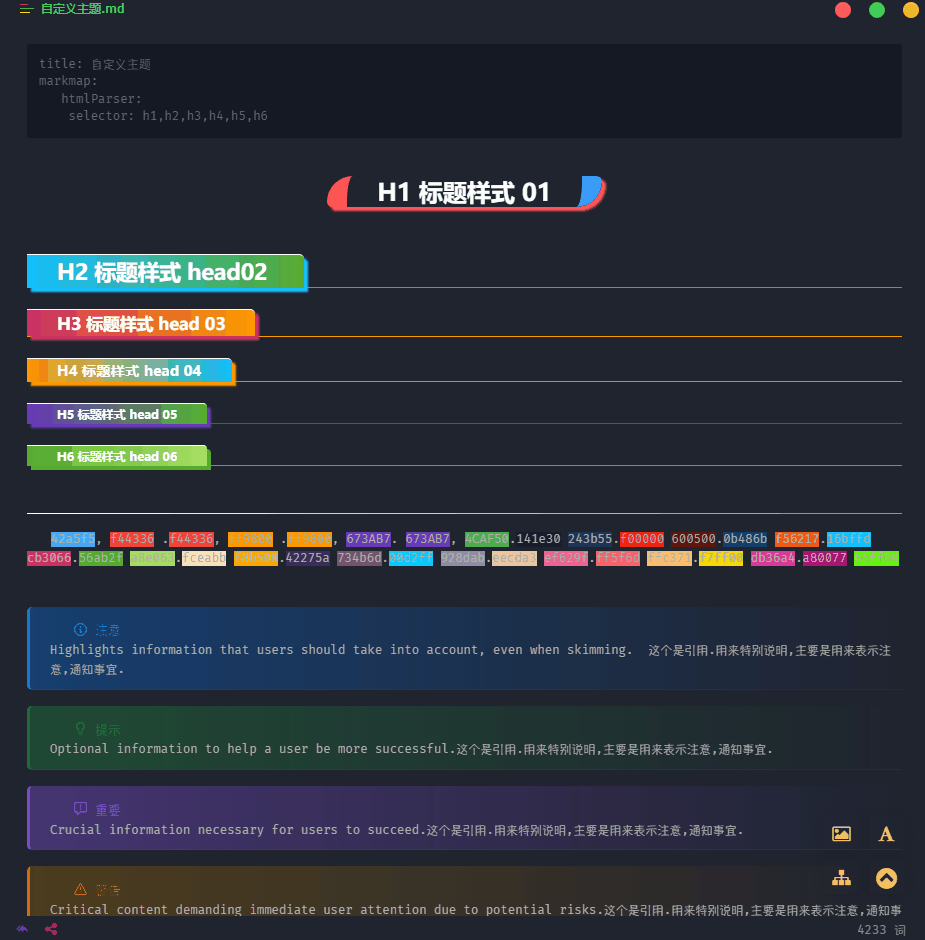 自定义主题.md
title: 自定义主题
markmap:
htmlParser:
selector: h1,h2,h3,h4,h5,h6
H1 标题样式 01
H2 标题样式 head02
H3 标题样式 head 03
H4 标题样式 head 04
H5 标题样式 head 05
H6 标题样式 head 06
42a5f5, f44336 .f44336, ff9800 .ff9800, 673AB7. 673AB7, 4CAF50.141e30 243b55.f00000 600500.0b486b f56217.16bffd
cb3066.56ab2f a8e063.fceabb .42275a 734b6d.00d2ff 928dab.eecda3 ef629f.ff5f6d ffc371.f7ff00 db36a4.a80077
注意
Highlights information that users should take into account, even when skimming. 这个是引用.用来特别说明,主要是用来表示注
意,通知事宜.
提示
Optional information to help a user be more successful.这个是引用.用来特别说明,主要是用来表示注意,通知事宜.
重要
Crucial information necessary for users to succeed.这个是引用.用来特别说明,主要是用来表示注意,通知事宜.
Critical content demanding immediate user attention due to potential risks.这个是引用.用来特别说明,主要是用来表示注意,通知事
4233 词